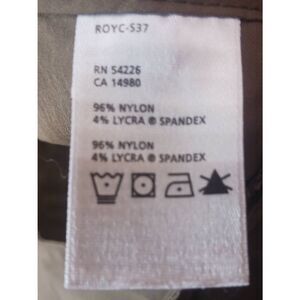 ROYC-S37
RN 54226
CA 14980
96% NYLON
4% LYCRA ® SPANDEX
96% NYLON
4% LYCRA ® SPANDEX